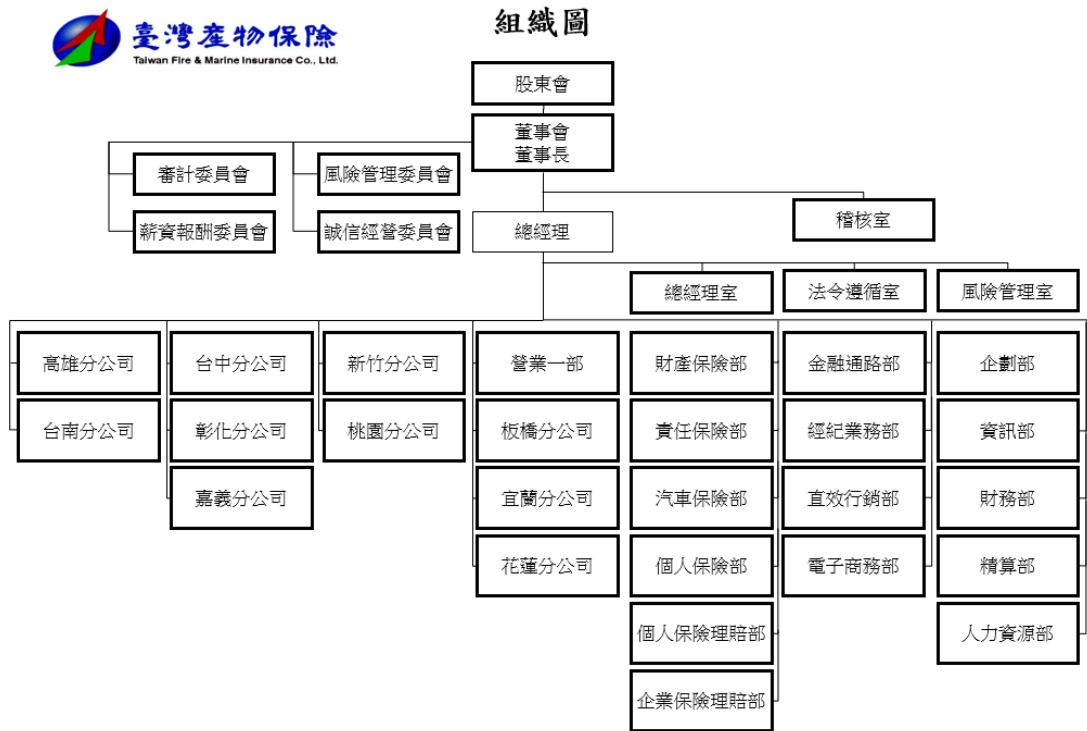 組織圖
臺灣產物保險
Taiwan Fire & Marine Insurance Co., Ltd.
股東會
董事會
董事長
審計委員會
風險管理委員會
薪資報酬委員會
誠信經營委員會
總經理
稽核室
總經理室
法令遵循室
風險管理室
高雄分公司
台中分公司
新竹分公司
營業一部
財產保險部
金融通路部
企劃部
台南分公司
彰化分公司
桃園分公司
板橋分公司
責任保險部
經紀業務部
資訊部
嘉義分公司
宜蘭分公司
汽車保險部
直效行銷部
財務部
花蓮分公司
個人保險部
電子商務部
精算部
個人保險理賠部
人力資源部
企業保險理賠部